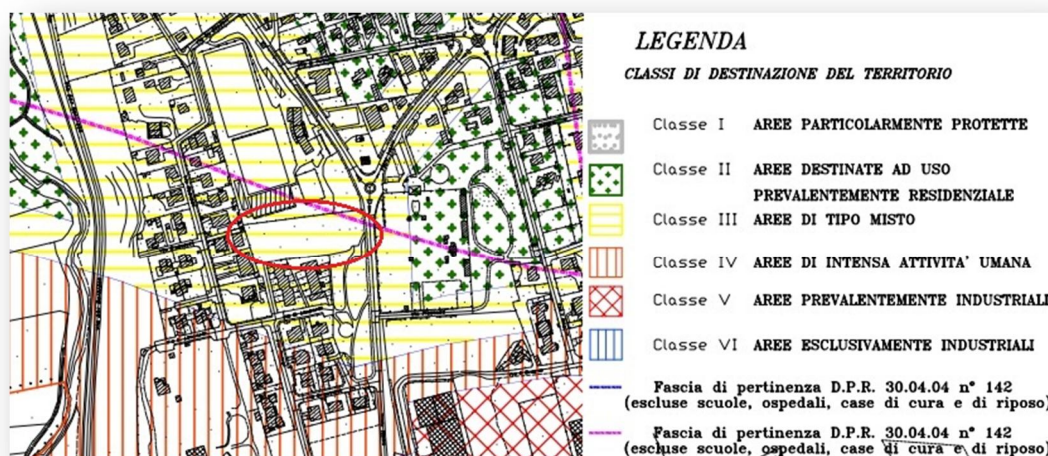 LEGENDA
CLASSI DI DESTINAZIONE DEL TERRITORIO
Classe I AREE PARTICOLARMENTE PROTETTE
Classe II AREE DESTINATE AD USO
PREVALENTEMENTE RESIDENZIALE
Classe III AREE DI TIPO MISTO
Classe IV AREE DI INTENSA ATTIVITA' UMANA
Classe V AREE PREVALENTEMENTE INDUSTRIALI
Classe VI AREE ESCLUSIVAMENTE INDUSTRIALI
Fascia di pertinenza D.P.R. 30.04.04 n° 142
(escluse scuole, ospedali, case di cura e di riposo)
Fascia di pertinenza D.P.R. 30.04.04 n° 142
(escluse scuole, ospedali, case di cura e di riposo)